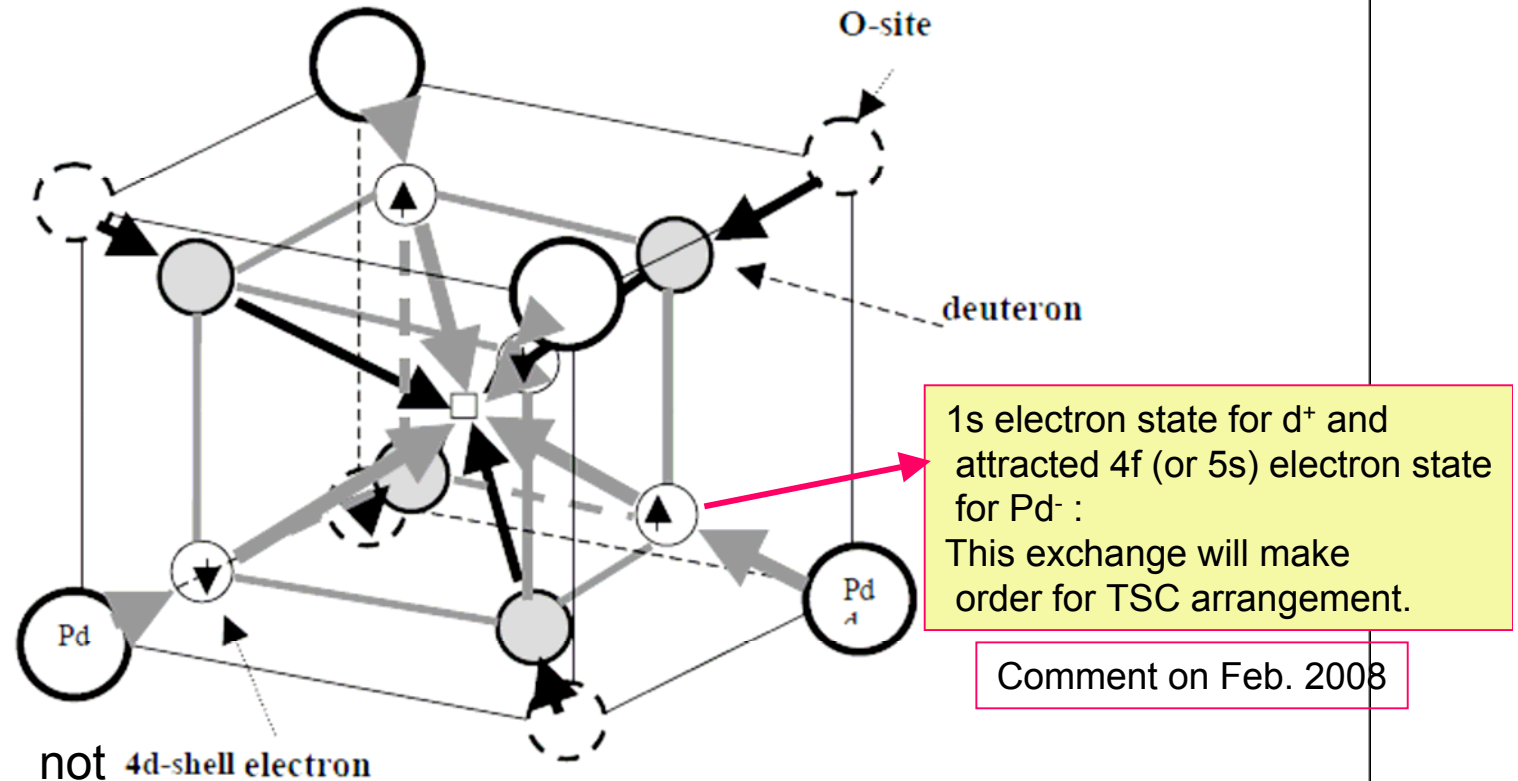 O-site
deuteron
1s electron state for d⁺ and
attracted 4f (or 5s) electron state
for Pd⁻ :
This exchange will make
order for TSC arrangement.
Pd
Pd
Comment on Feb. 2008
not 4d-shell electron